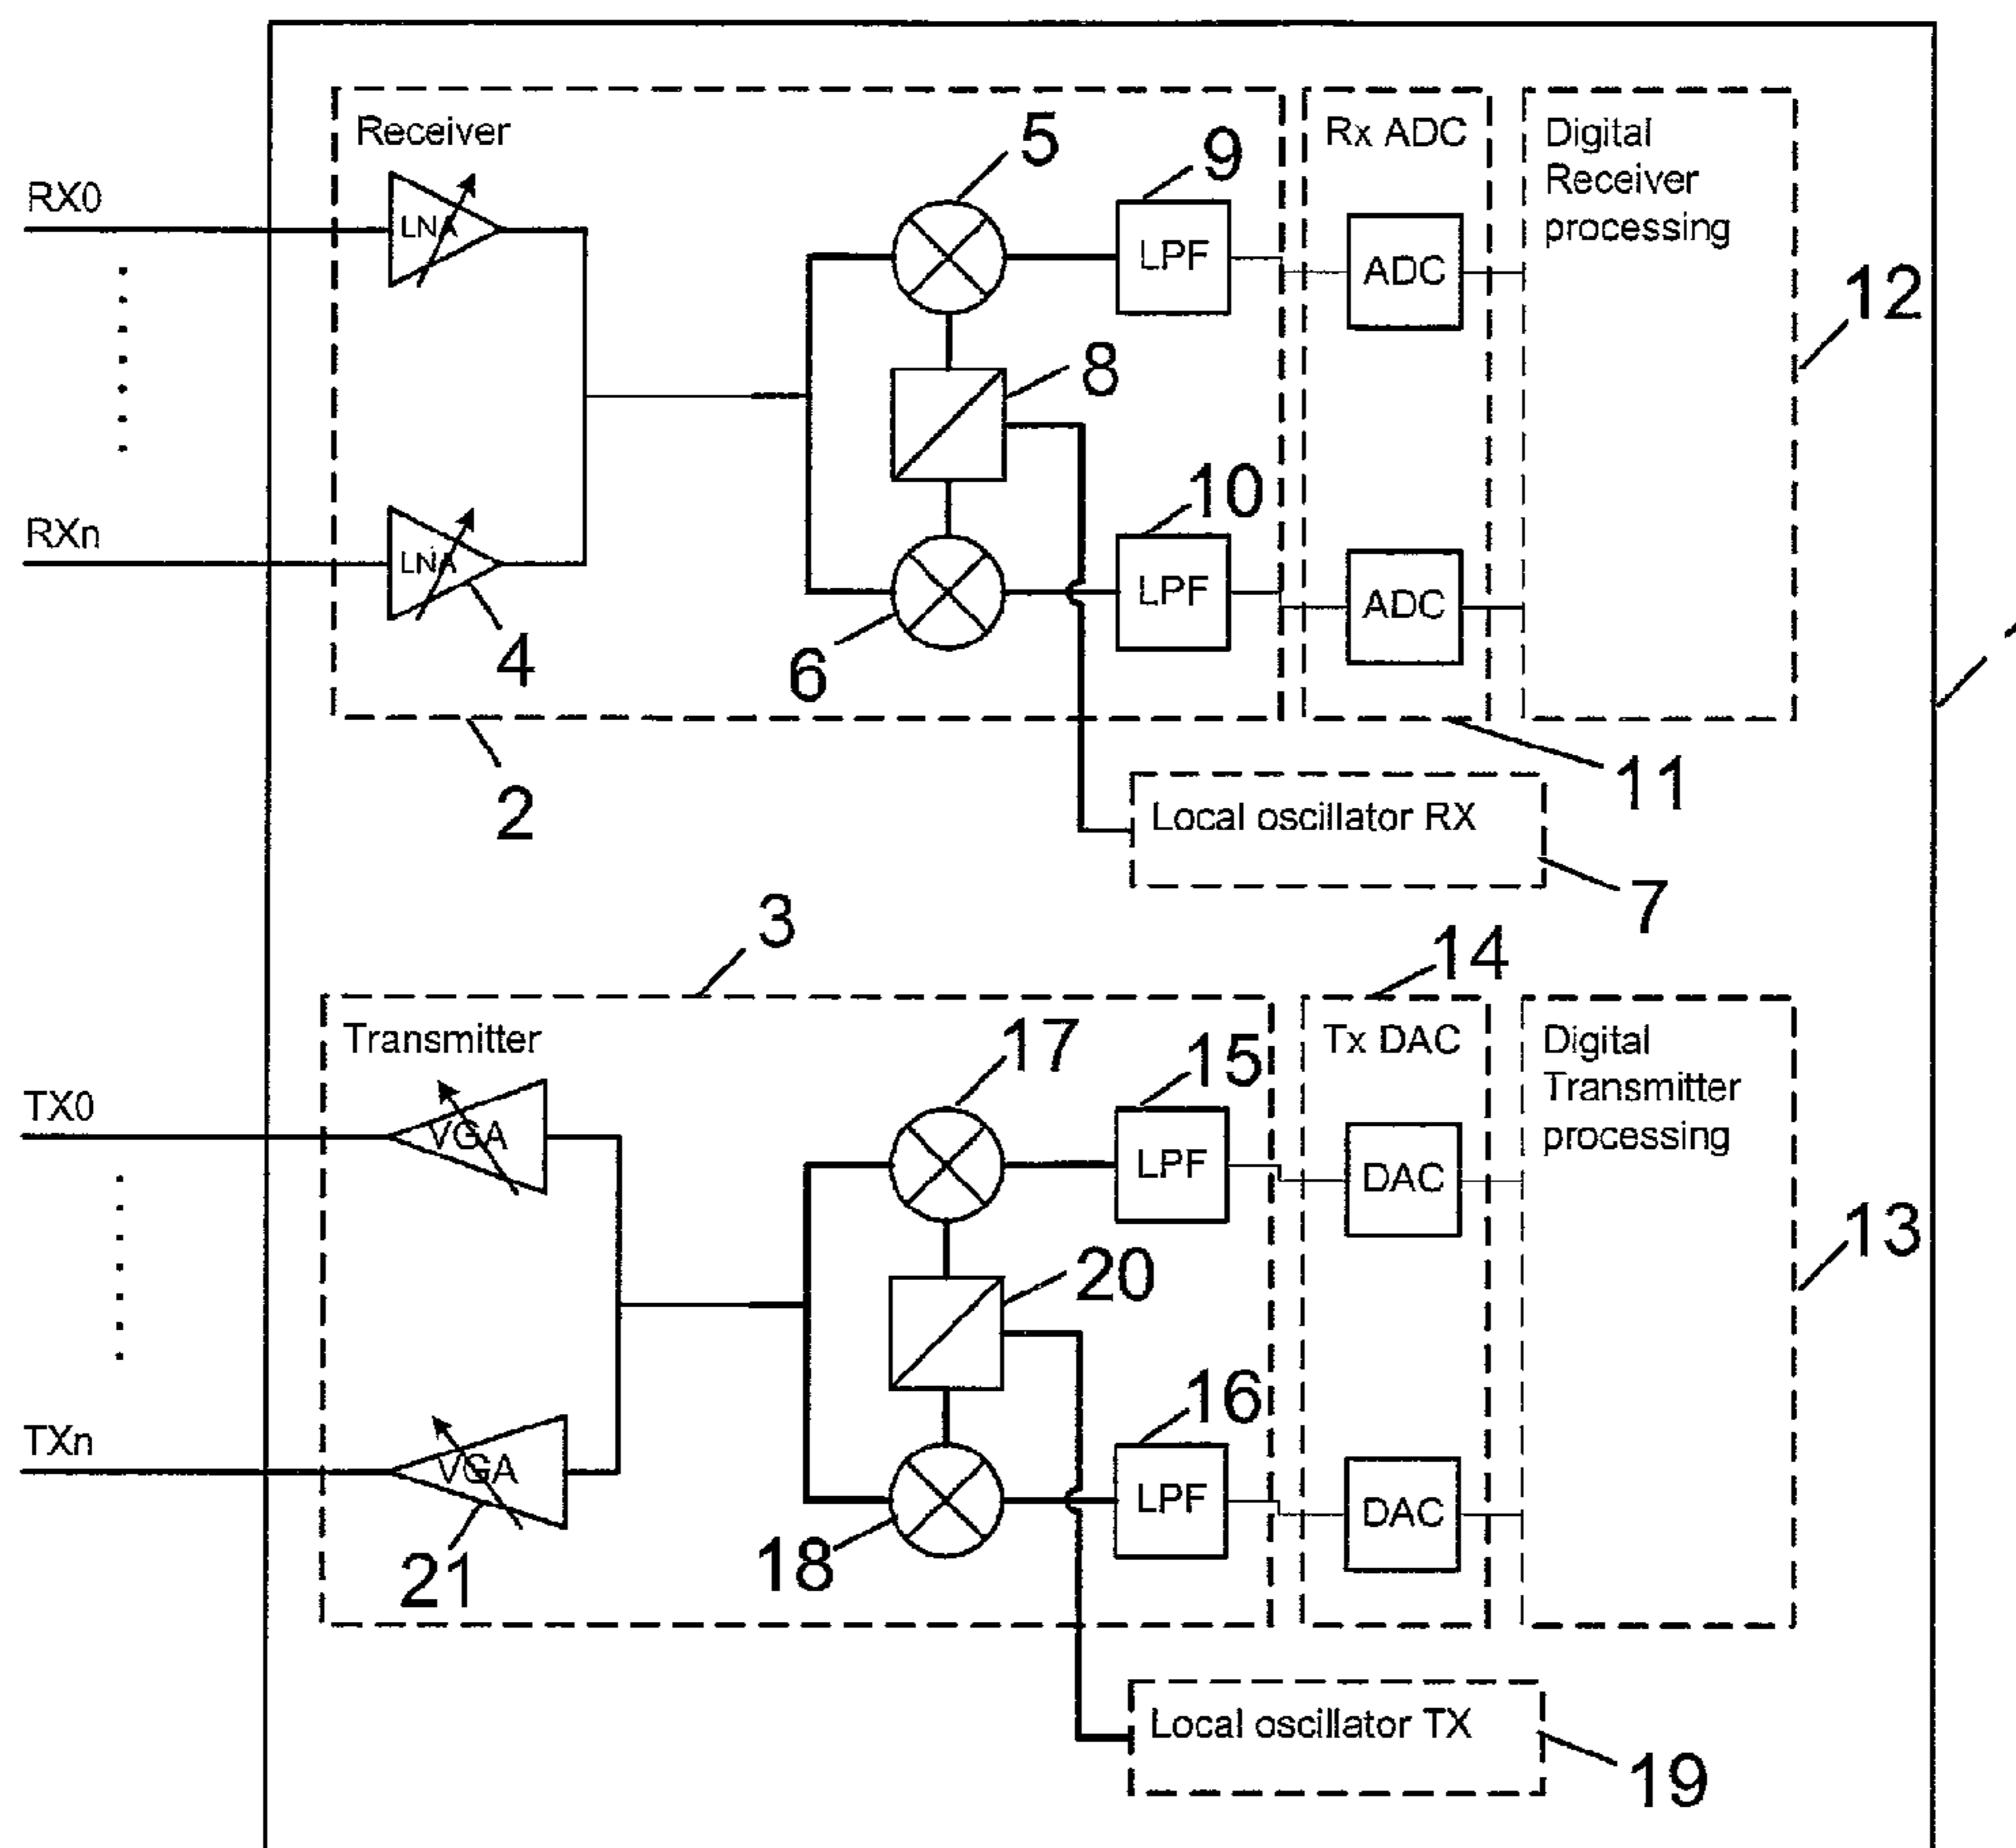 Receiver
5
9
Rx ADC
Digital
Receiver
processing
RX0
LNA
LPF
ADC
12
8
10
RXn
LNA
LPF
ADC
4
6
2
11
Local oscillator RX
7
3
14
Transmitter
17
15
Tx DAC
Digital
Transmitter
processing
TX0
VGA
LPF
DAC
13
20
16
TXn
VGA
LPF
DAC
21
18
Local oscillator TX
19